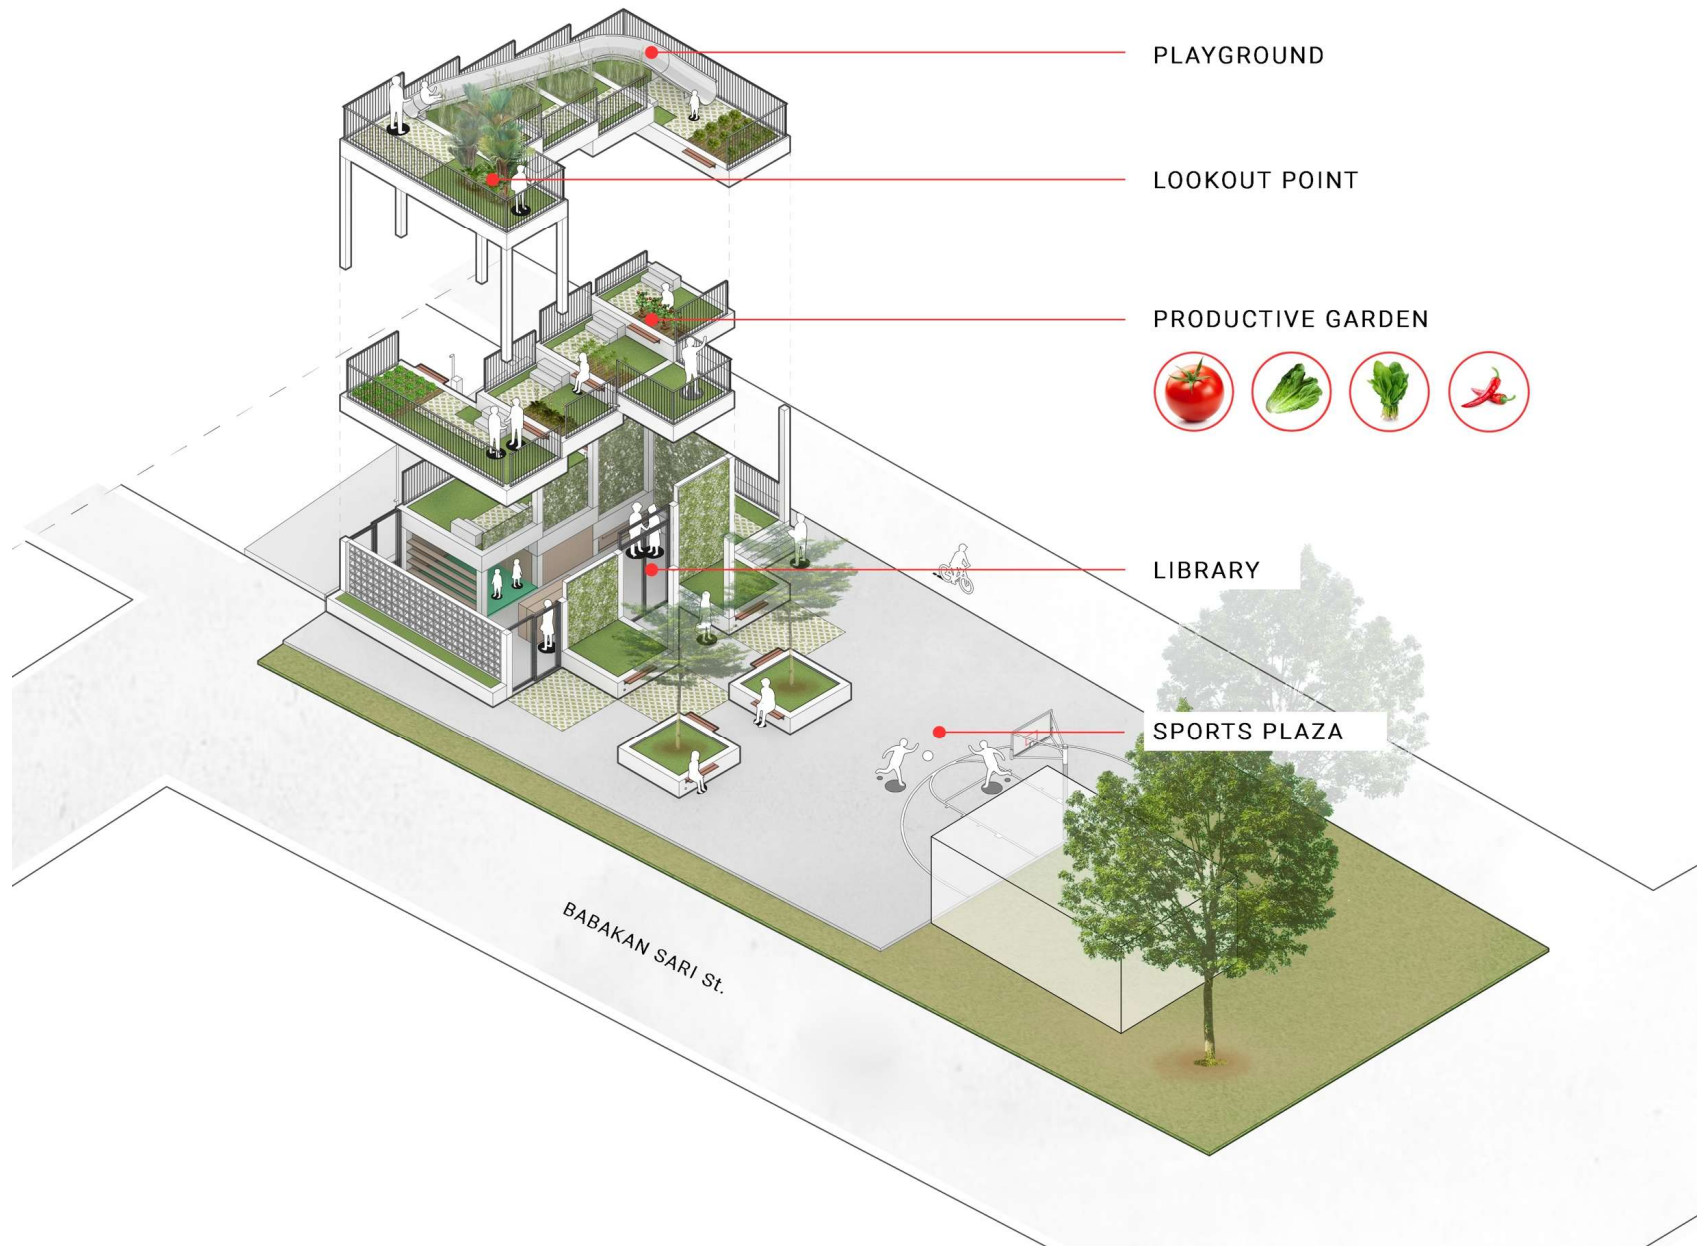 PLAYGROUND
LOOKOUT POINT
PRODUCTIVE GARDEN
LIBRARY
SPORTS PLAZA
BABAKAN SARI St.